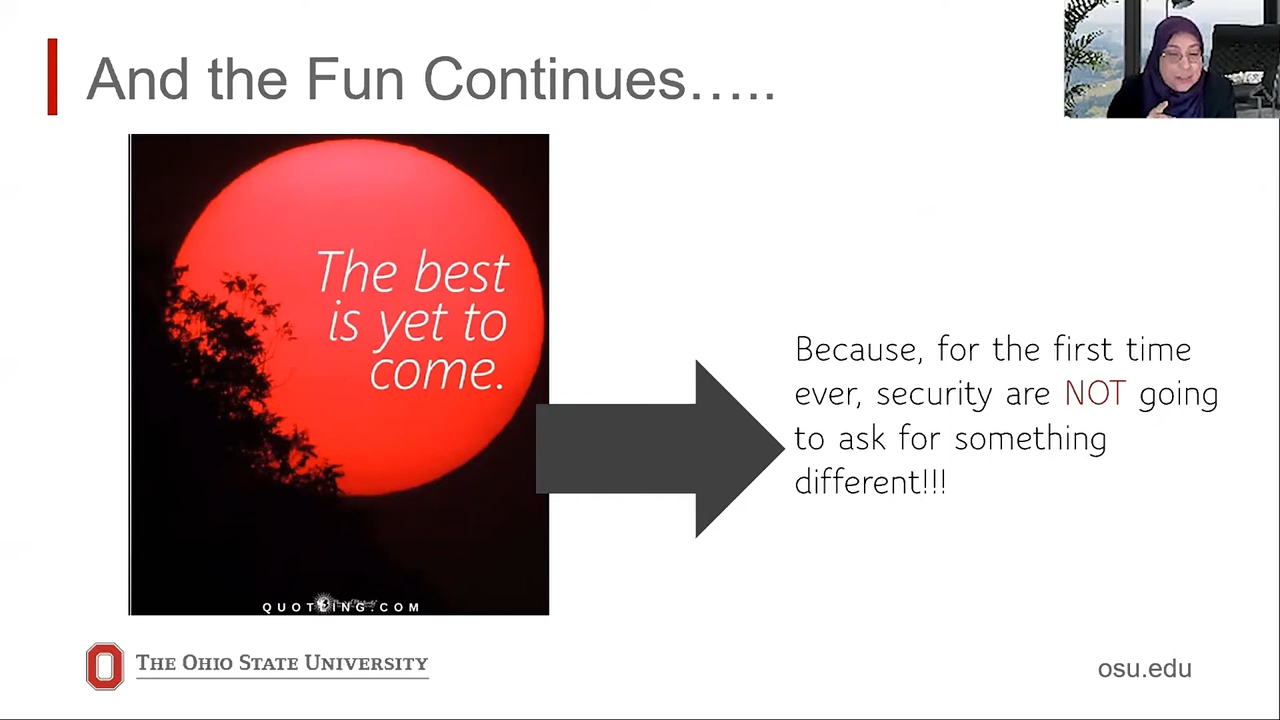 And the Fun Continues…..
The best
is yet to
come.
Because, for the first time
ever, security are NOT going
to ask for something
different!!!
QUOTEING.COM
THE OHIO STATE UNIVERSITY
osu.edu